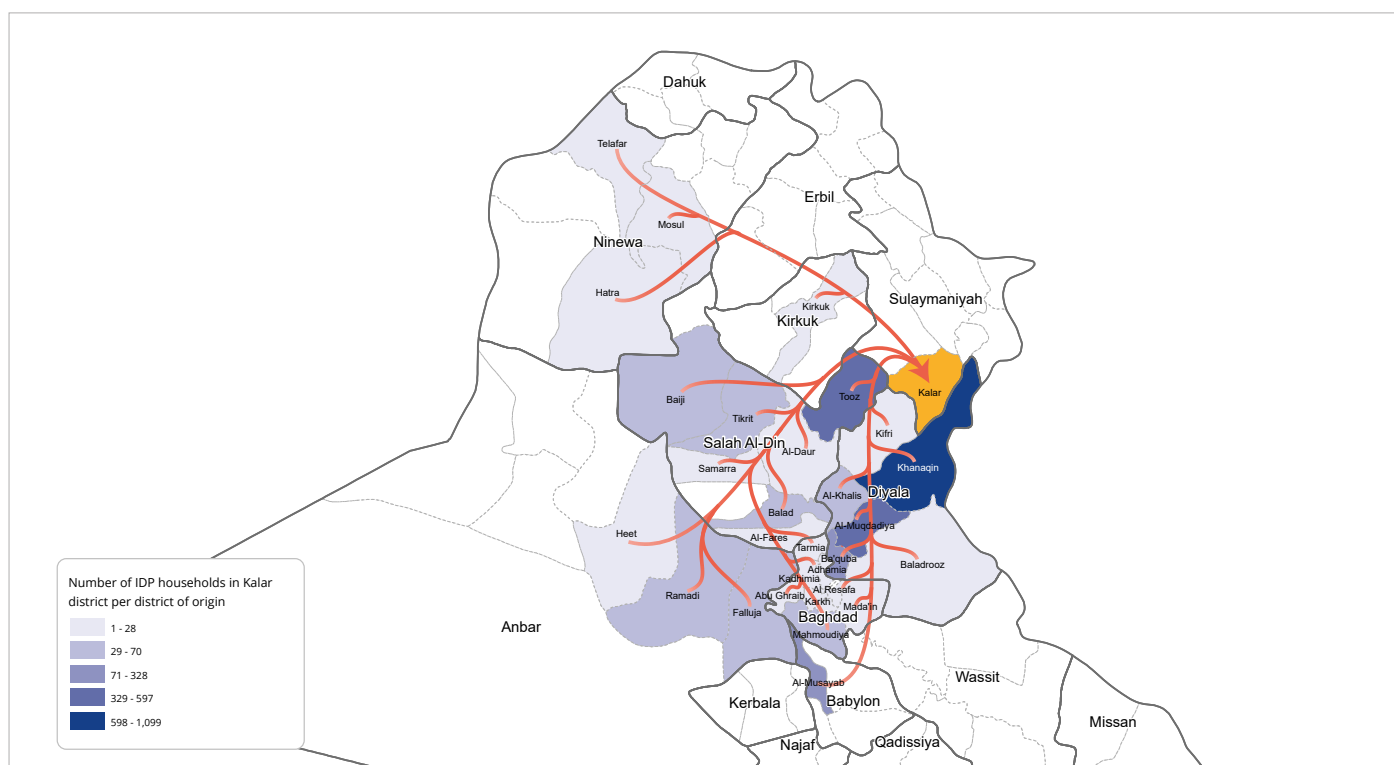 Dahuk
Telafar
Erbil
Mosul
Ninewa
Hatra
Sulaymaniyah
Kirkuk
Kirkuk
Kalar
Baiji
Tooz
Tikrit
Kifri
Salah Al-Din
Al-Daur
Samarra
Khanaqin
Al-Khalis
Diyala
Balad
Al-Muqdadiya
Heet
Al-Fares
Tarmia
Ba'quba
Baladrooz
Adhamia
Kadhimia
Al Resafa
Ramadi
Abu Ghraib
Karkh
Mada'in
Falluja
Baghdad
Anbar
Mahmoudiya
Wassit
Al-Musayab
Kerbala
Babylon
Missan
Najaf
Qadissiya
Number of IDP households in Kalar
district per district of origin
1 - 28
29 - 70
71 - 328
329 - 597
598 - 1,099